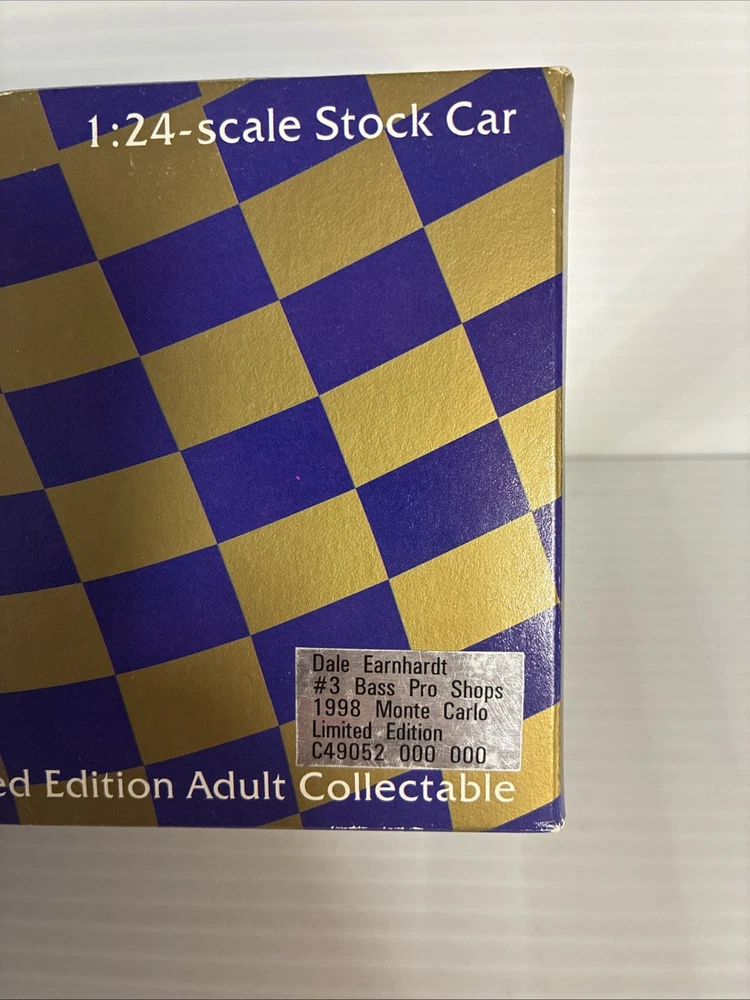 1:24-scale Stock Car
Dale Earnhardt
#3 Bass Pro Shops
1998 Monte Carlo
Limited Edition
C49052 000 000
ed Edition Adult Collectable